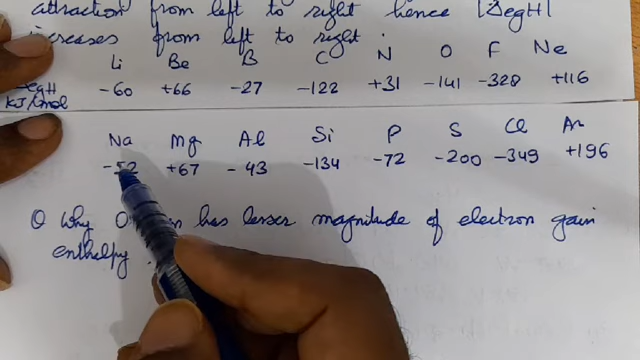 attraction from left to right hence |ΔegH|
increases from left to right.
Li Be B C N O F Ne
ΔegH -60 +66 -27 -122 +31 -141 -328 +116
KJ/mol
Na Mg Al Si P S Cl Ar
-52 +67 -43 -134 -72 -200 -349 +196
Q Why has lesser magnitude of electron gain
enthalpy.